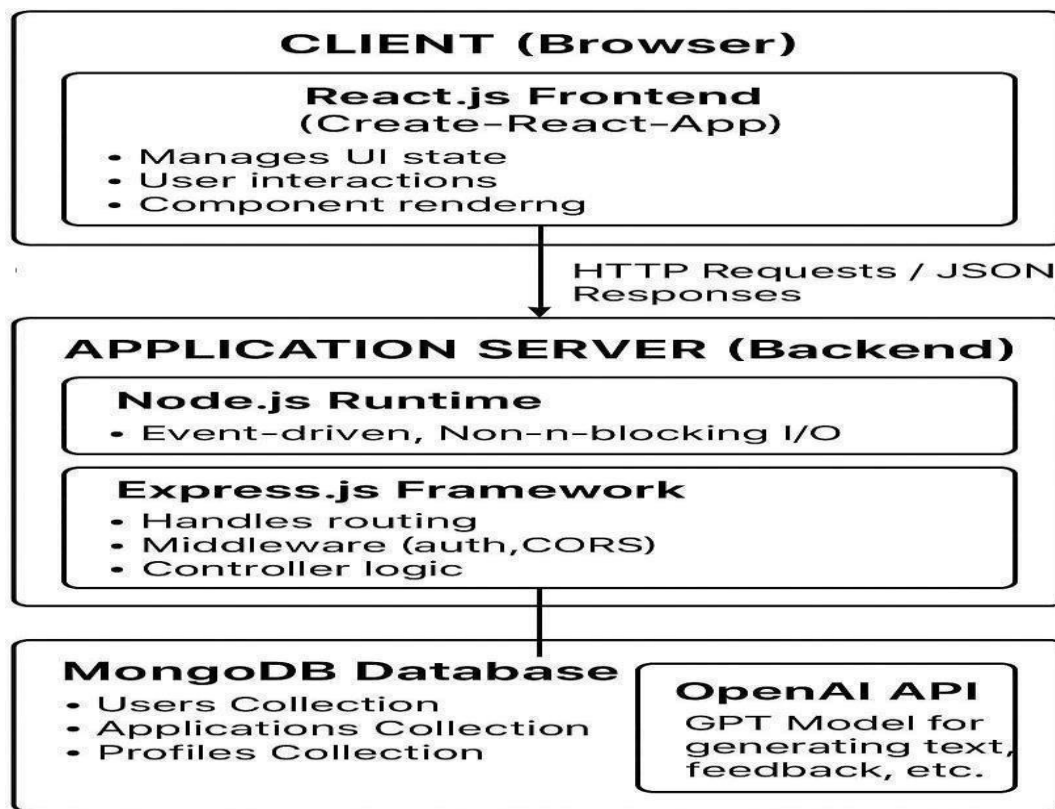 CLIENT (Browser)
React.js Frontend
(Create-React-App)
• Manages UI state
• User interactions
• Component renderng
HTTP Requests / JSON
Responses
APPLICATION SERVER (Backend)
Node.js Runtime
• Event-driven, Non-n-blocking I/O
Express.js Framework
• Handles routing
• Middleware (auth,CORS)
• Controller logic
MongoDB Database
• Users Collection
• Applications Collection
• Profiles Collection
OpenAI API
GPT Model for
generating text,
feedback, etc.